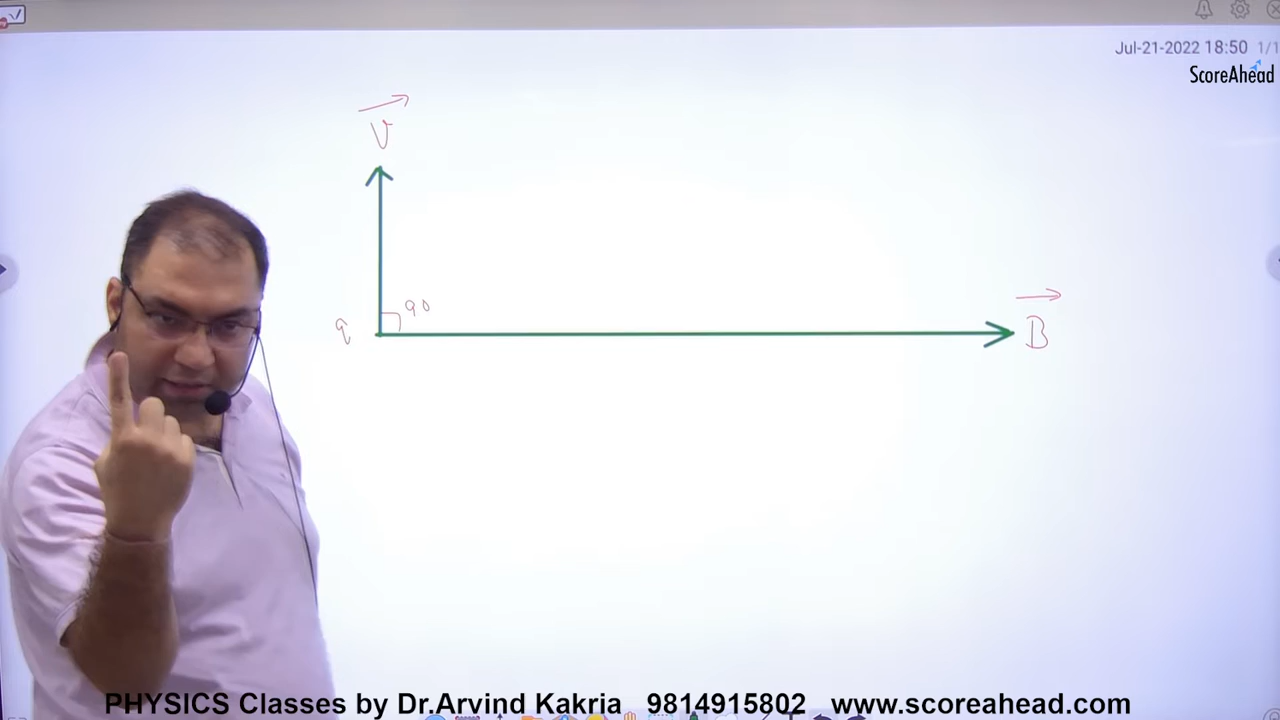 Jul-21-2022 18:50 1/1
ScoreAhead
V
90
q
B
PHYSICS Classes by Dr.Arvind Kakria 9814915802 www.scoreahead.com